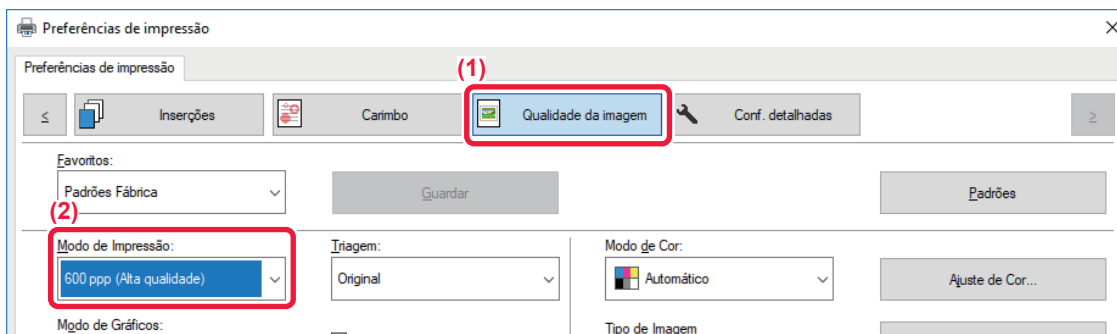 Preferências de impressão
Preferências de impressão
(1)
< Inserções Carimbo Qualidade da imagem Conf. detalhadas >
Favoritos:
Padrões Fábrica Guardar Padrões
(2)
Modo de Impressão: Triagem: Modo de Cor:
600 ppp (Alta qualidade) Original Automático Ajuste de Cor...
Modo de Gráficos: Tipo de Imagem